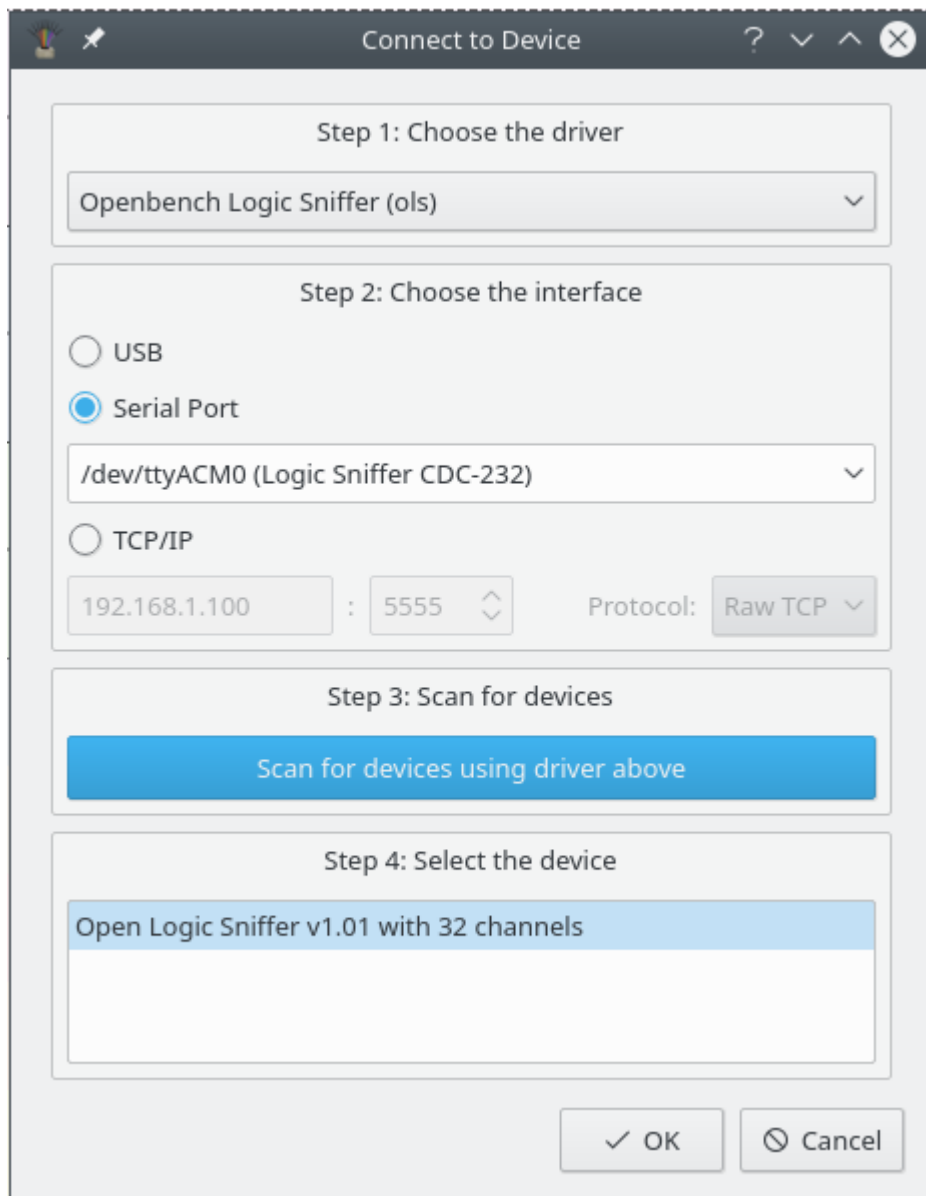 Connect to Device
Step 1: Choose the driver
Openbench Logic Sniffer (ols)
Step 2: Choose the interface
USB
Serial Port
/dev/ttyACM0 (Logic Sniffer CDC-232)
TCP/IP
192.168.1.100 : 5555 Protocol: Raw TCP
Step 3: Scan for devices
Scan for devices using driver above
Step 4: Select the device
Open Logic Sniffer v1.01 with 32 channels
OK Cancel